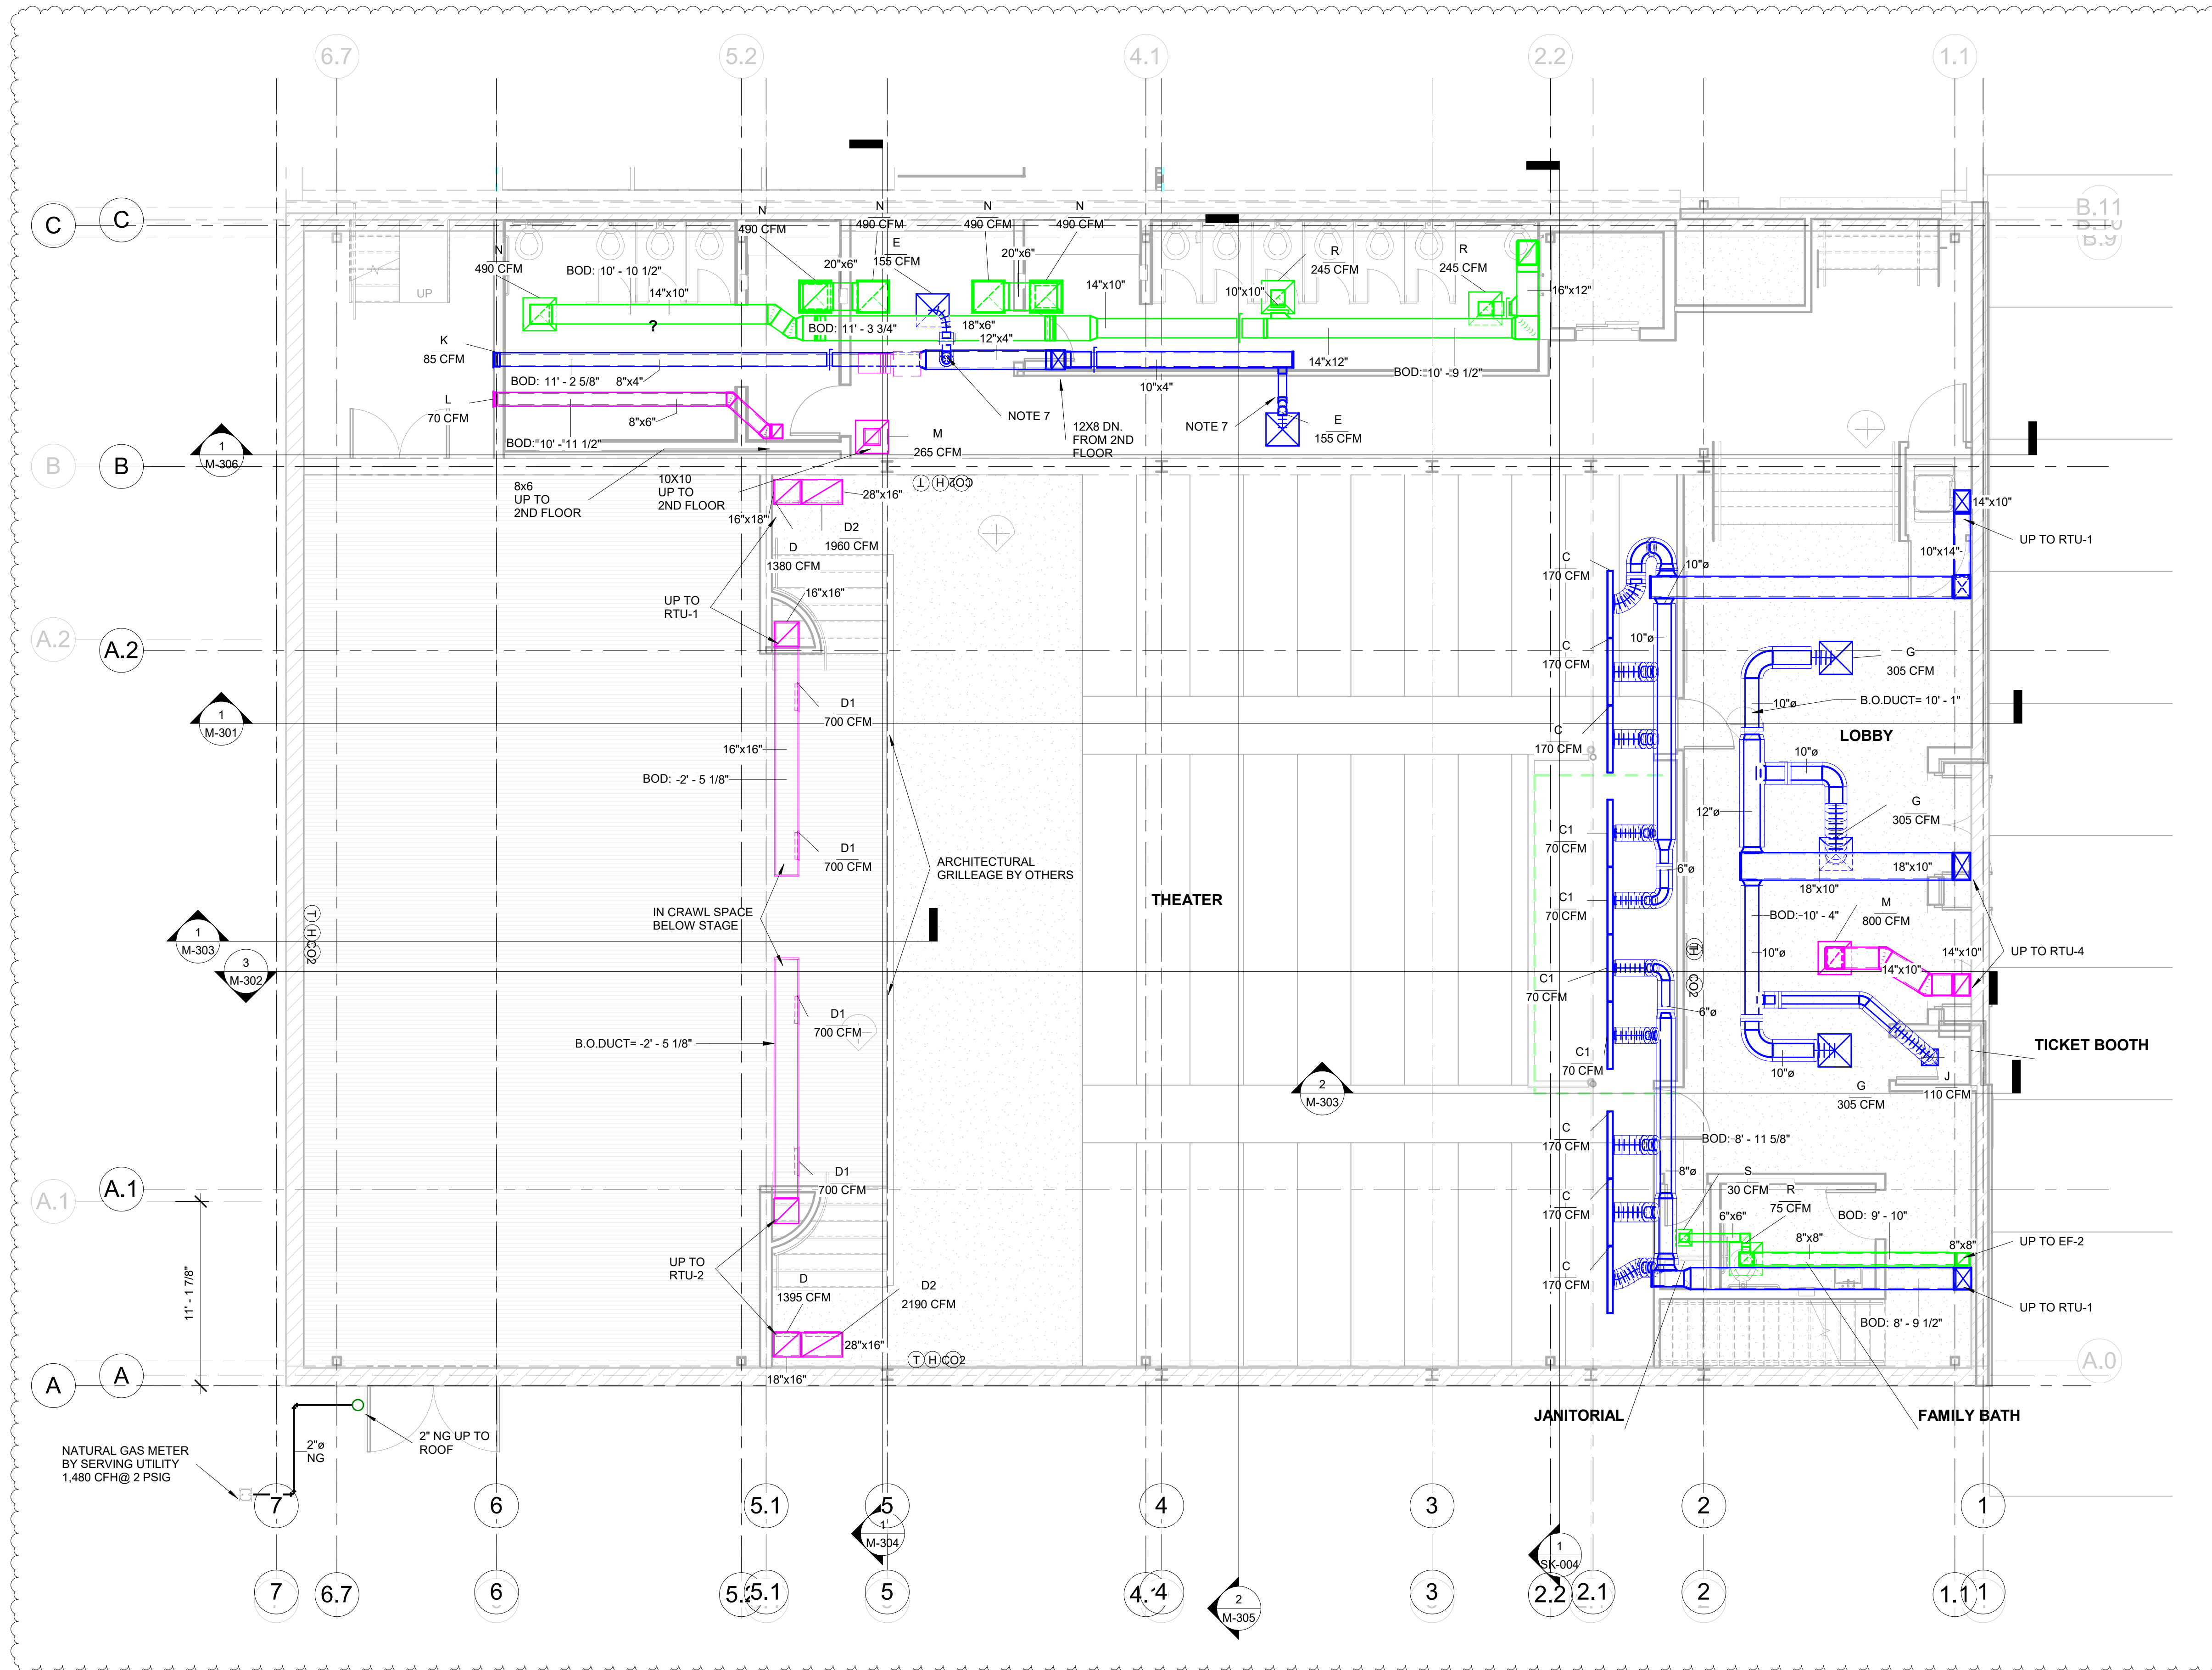 6.7
5.2
4.1
2.2
1.1
C
C
B.11
B.10
B.9
N
490 CFM
N
490 CFM
N
490 CFM
N
490 CFM
N
490 CFM
E
155 CFM
20"x6"
20"x6"
BOD: 10' - 10 1/2"
14"x10"
?
UP
14"x10"
R
245 CFM
R
245 CFM
10"x10"
16"x12"
BOD: 11' - 3 3/4"
18"x6"
12"x4"
14"x12"
BOD: 10' - 9 1/2"
10"x4"
K
85 CFM
BOD: 11' - 2 5/8"
8"x4"
L
70 CFM
8"x6"
BOD: 10' - 11 1/2"
NOTE 7
NOTE 7
12X8 DN.
FROM 2ND
FLOOR
E
155 CFM
M
265 CFM
1
M-306
B
B
8x6
UP TO
2ND FLOOR
10X10
UP TO
2ND FLOOR
T H CO2
28"x16"
16"x18"
D2
1960 CFM
D
1380 CFM
UP TO
RTU-1
16"x16"
14"x10"
UP TO RTU-1
10"x14"
C
170 CFM
10"ø
10"ø
A.2
A.2
C
170 CFM
G
305 CFM
D1
700 CFM
10"ø
B.O.DUCT= 10' - 1"
1
M-301
C
170 CFM
LOBBY
16"x16"
BOD: -2' - 5 1/8"
10"ø
12"ø
G
305 CFM
C1
70 CFM
D1
700 CFM
ARCHITECTURAL
GRILLEAGE BY OTHERS
6"ø
18"x10"
18"x10"
THEATER
C1
70 CFM
IN CRAWL SPACE
BELOW STAGE
T H CO2
M
800 CFM
BOD: 10' - 4"
1
M-303
3
M-302
T H CO2
10"ø
14"x10"
14"x10"
UP TO RTU-4
C1
70 CFM
6"ø
D1
700 CFM
B.O.DUCT= -2' - 5 1/8"
TICKET BOOTH
C1
70 CFM
10"ø
G
305 CFM
J
110 CFM
2
M-303
C
170 CFM
BOD: 8' - 11 5/8"
8"ø
D1
700 CFM
A.1
A.1
C
170 CFM
S
30 CFM
R
75 CFM
6"x6"
BOD: 9' - 10"
8"x8"
8"x8"
UP TO EF-2
UP TO
RTU-2
C
170 CFM
D
1395 CFM
D2
2190 CFM
11' - 1 7/8"
UP TO RTU-1
BOD: 8' - 9 1/2"
28"x16"
T H CO2
18"x16"
A
A
A.0
JANITORIAL
FAMILY BATH
2"ø
NG
2" NG UP TO
ROOF
NATURAL GAS METER
BY SERVING UTILITY
1,480 CFH@ 2 PSIG
7
6
5.1
5
4
3
2
1
1
M-304
1
SK-004
7
6.7
6
5.2
5.1
5
4.1
4
3
2.2
2.1
2
1.1
1
2
M-305